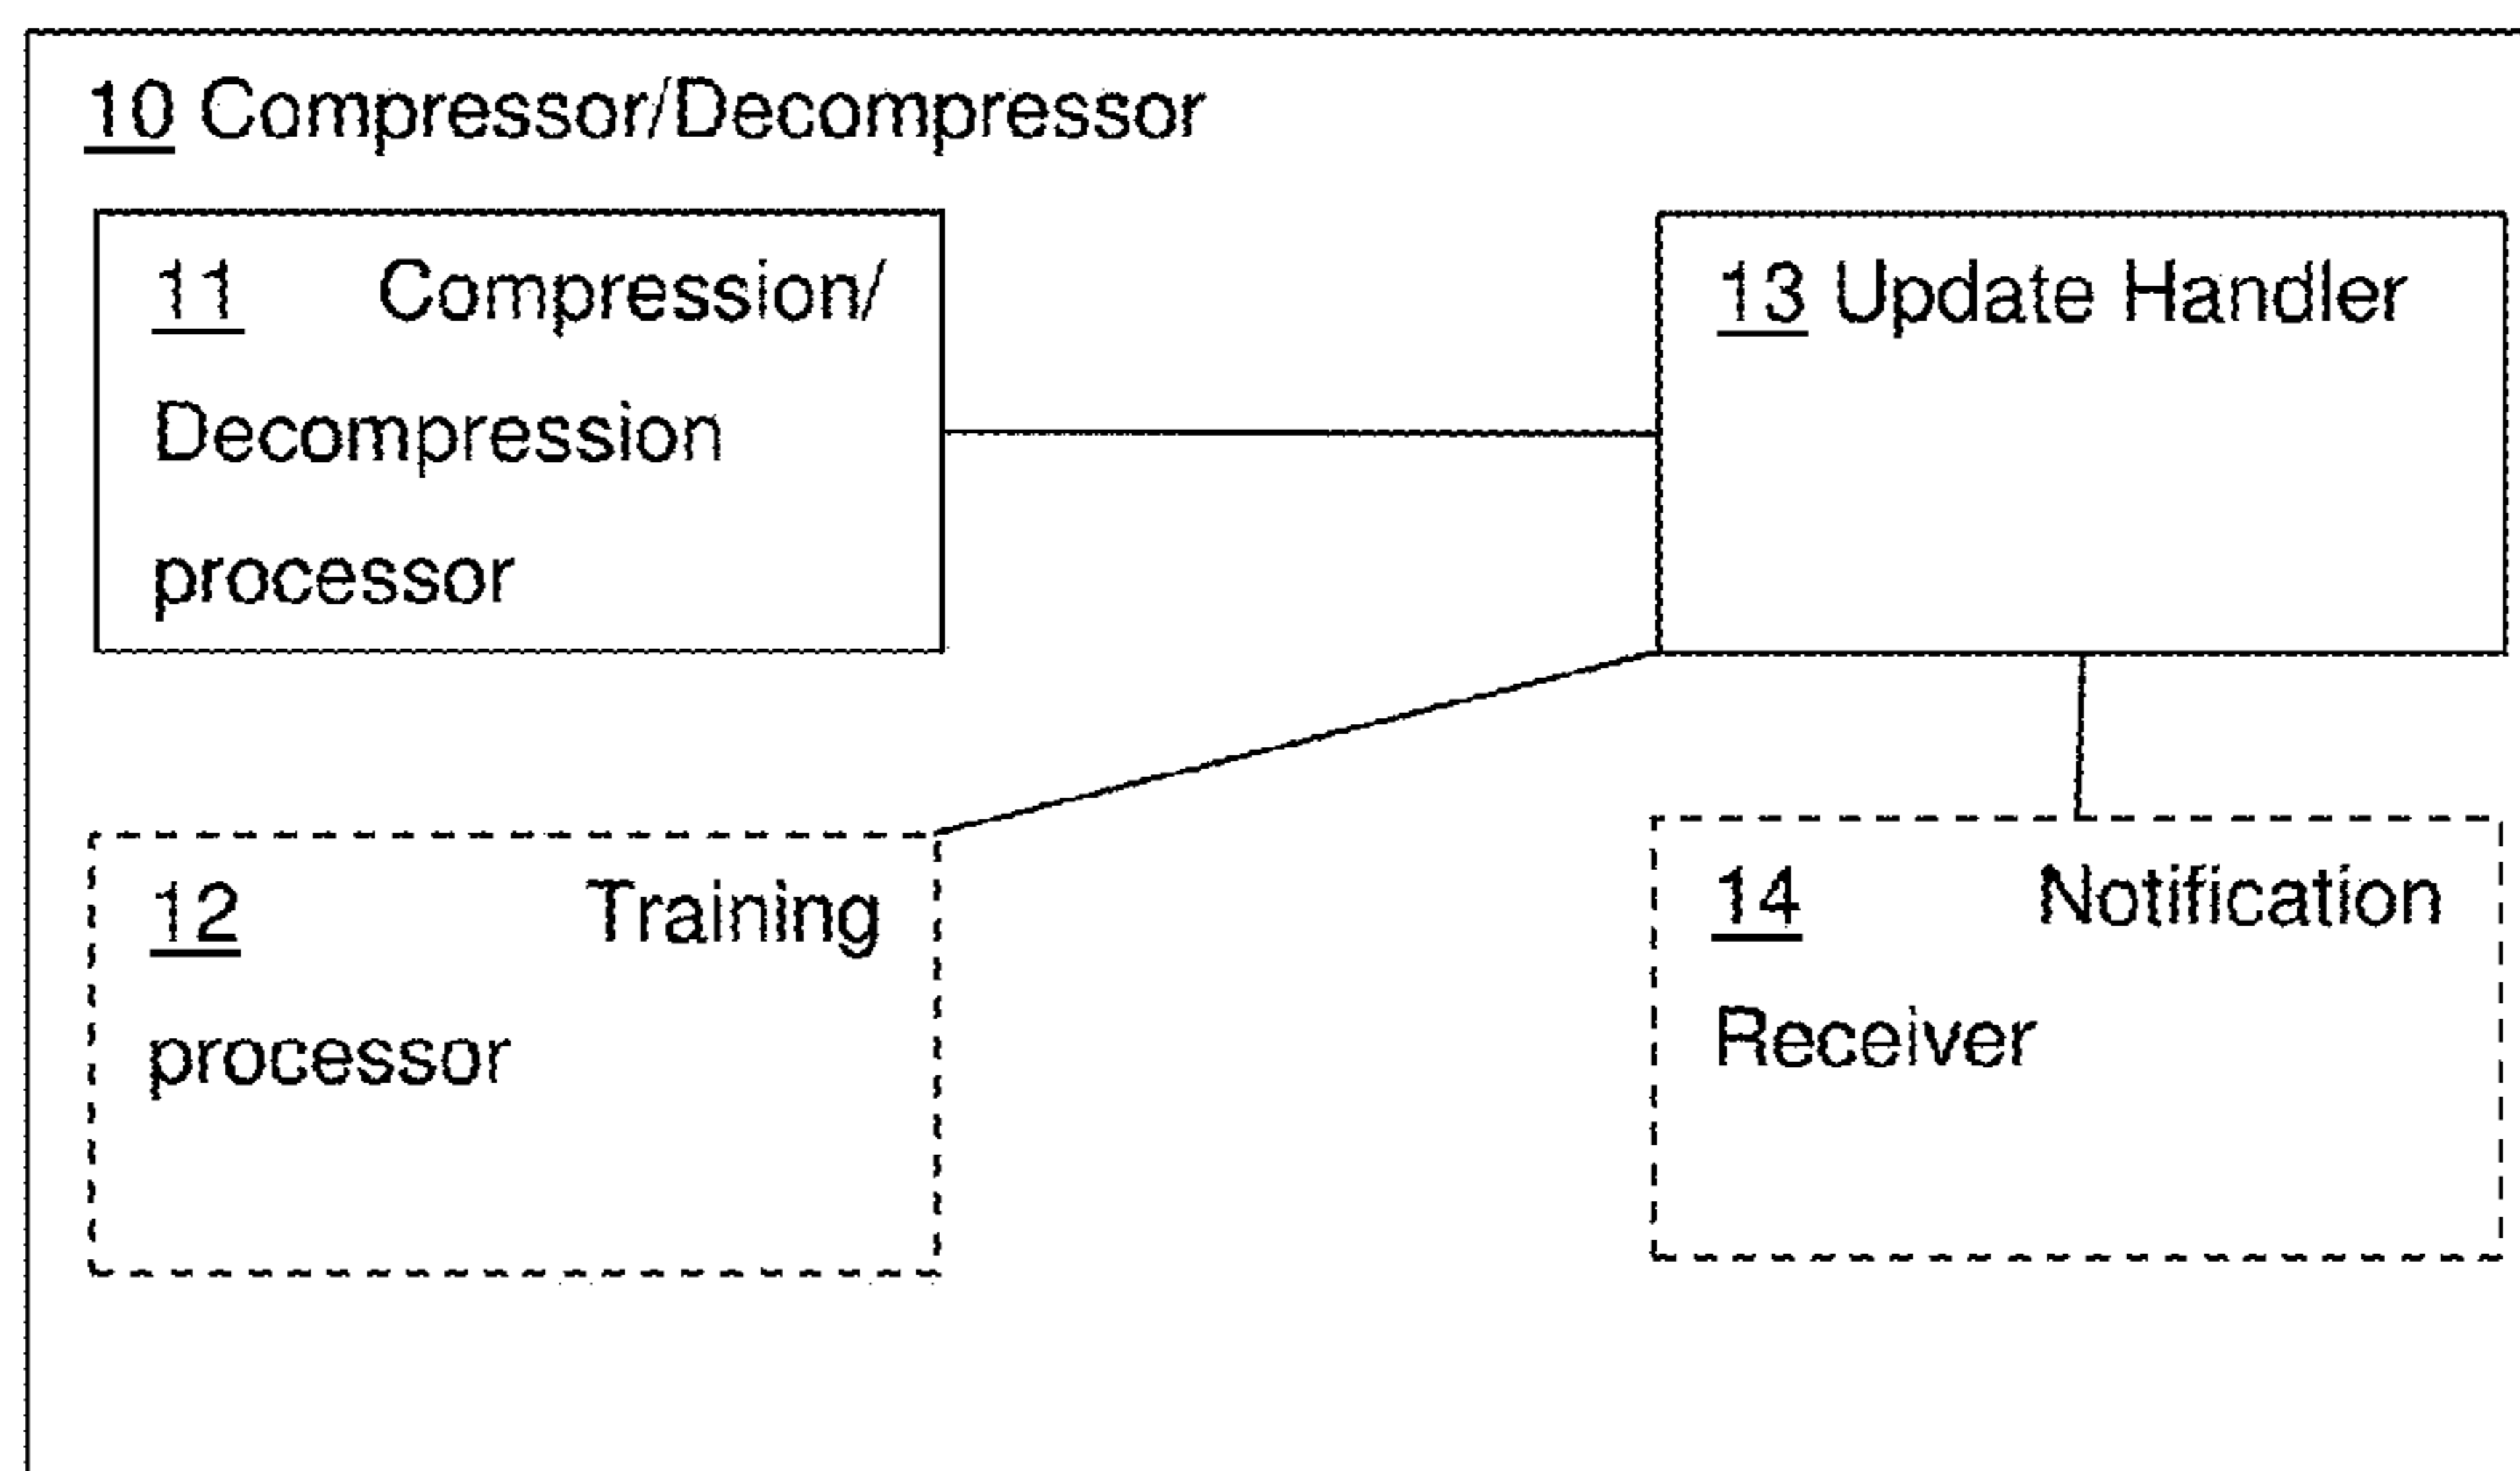 10 Compressor/Decompressor
11 Compression/
Decompression
processor
13 Update Handler
12 Training
processor
14 Notification
Receiver